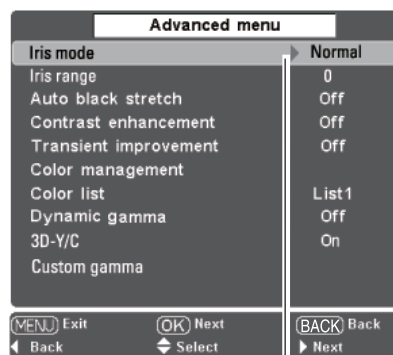 Advanced menu
Iris mode Normal
Iris range 0
Auto black stretch Off
Contrast enhancement Off
Transient improvement Off
Color management
Color list List1
Dynamic gamma Off
3D-Y/C On
Custom gamma
MENU Exit OK Next BACK Back
Back Select Next